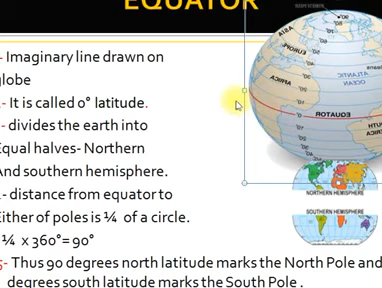 EQUATOR
- Imaginary line drawn on
globe
- It is called 0° latitude.
- divides the earth into
Equal halves- Northern
And southern hemisphere.
- distance from equator to
Either of poles is ¼ of a circle.
¼ x 360°= 90°
5- Thus 90 degrees north latitude marks the North Pole and
degrees south latitude marks the South Pole .
ASIA
EUROPE
AFRICA
ATLANTIC
OCEAN
EQUATOR
SOUTH
NORTHERN HEMISPHERE
SOUTHERN HEMISPHERE